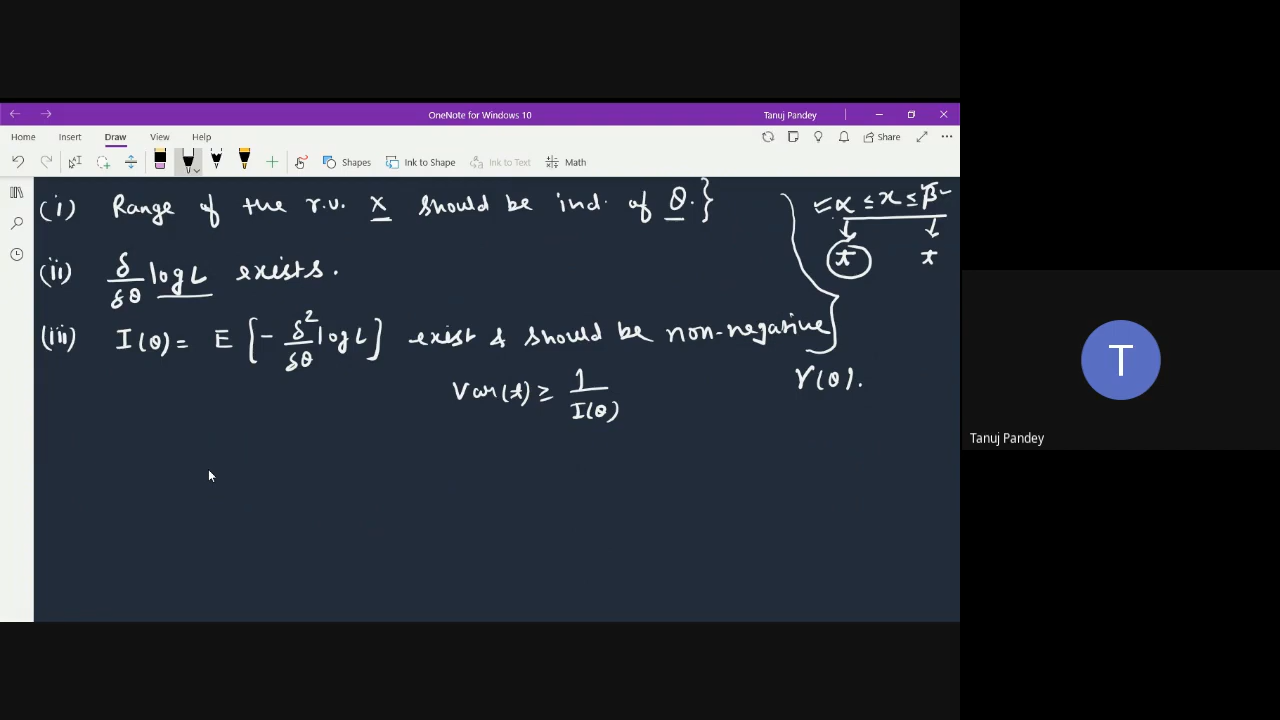 OneNote for Windows 10
Tanuj Pandey
Home Insert Draw View Help
Share
Shapes Ink to Shape Ink to Text Math
(i) Range of the r.v. X should be ind. of θ.}
α ≤ x ≤ β
(ii) δ/δθ log L exists.
(iii) I(θ) = E [- δ²/δθ log L] exist & should be non-negative
Var(t) ≥ 1/I(θ)
γ(θ).
T
Tanuj Pandey